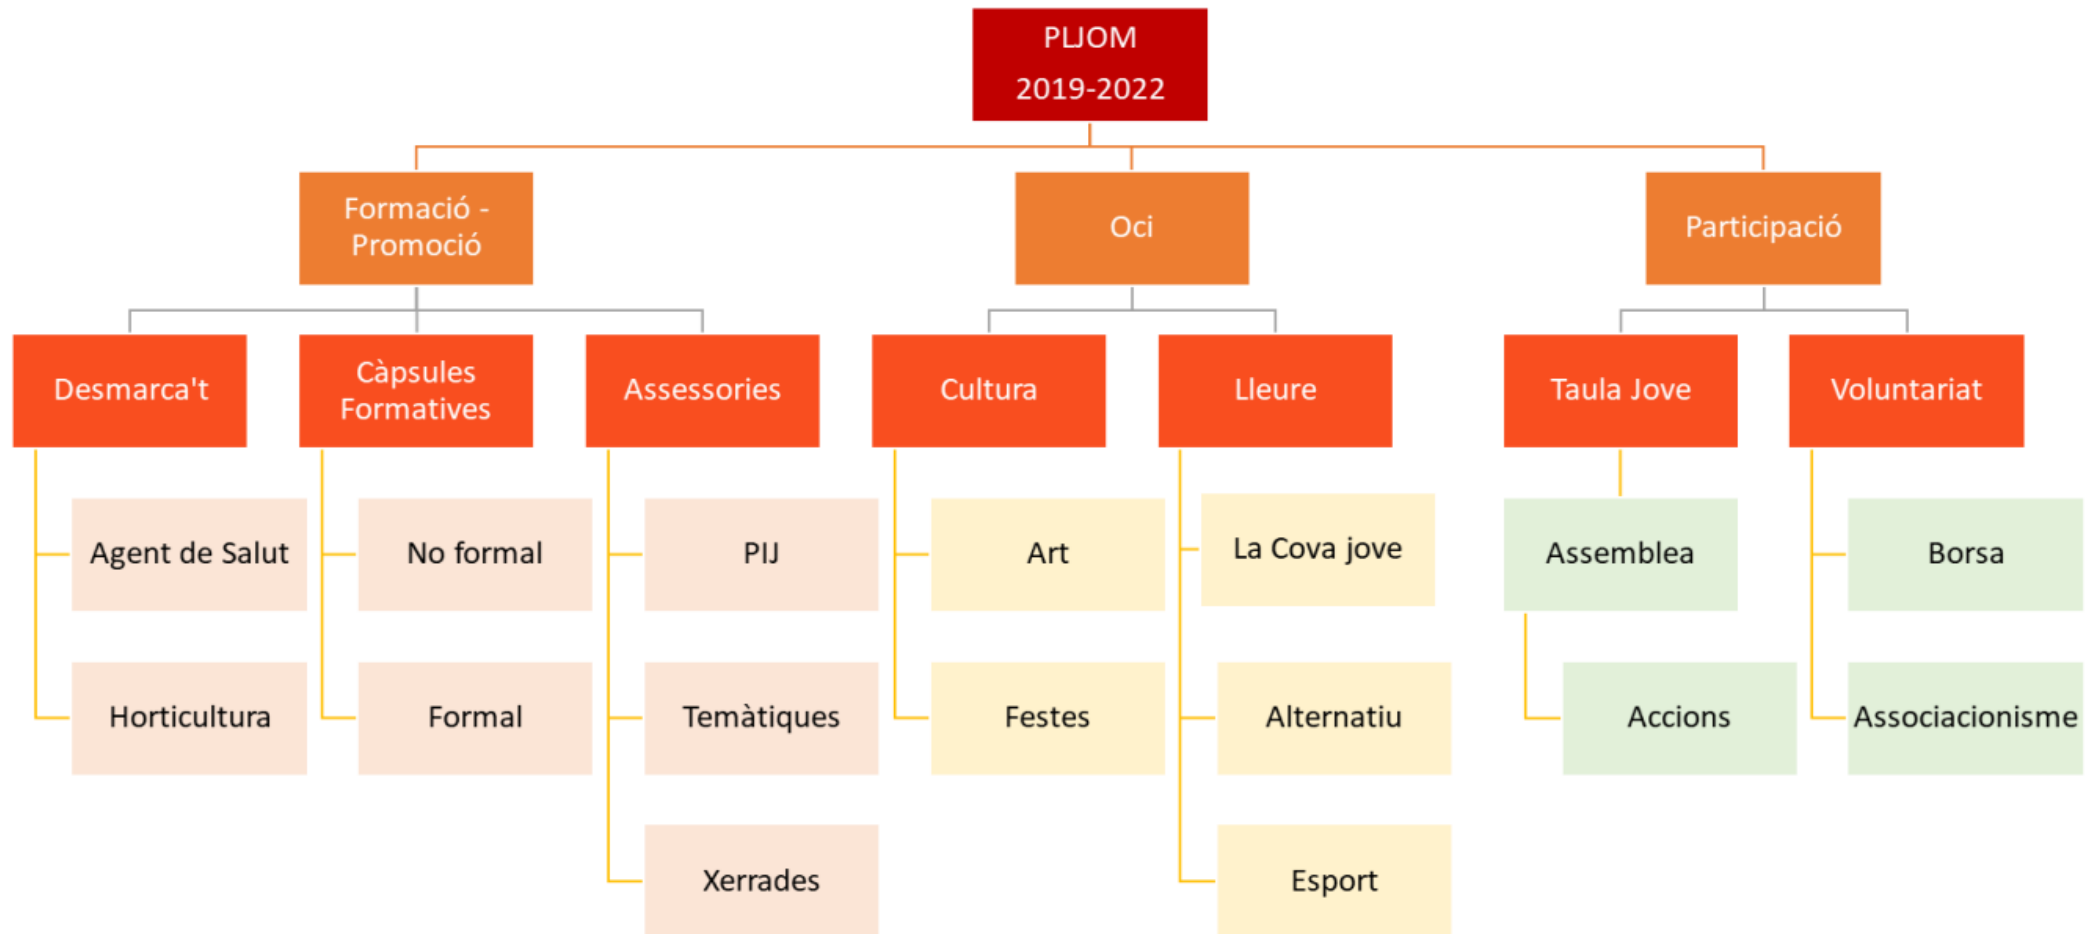 PLJOM
2019-2022
Formació -
Promoció
Oci
Participació
Desmarca't
Càpsules
Formatives
Assessories
Cultura
Lleure
Taula Jove
Voluntariat
Agent de Salut
No formal
PIJ
Art
La Cova jove
Assemblea
Borsa
Horticultura
Formal
Temàtiques
Festes
Alternatiu
Accions
Associacionisme
Xerrades
Esport